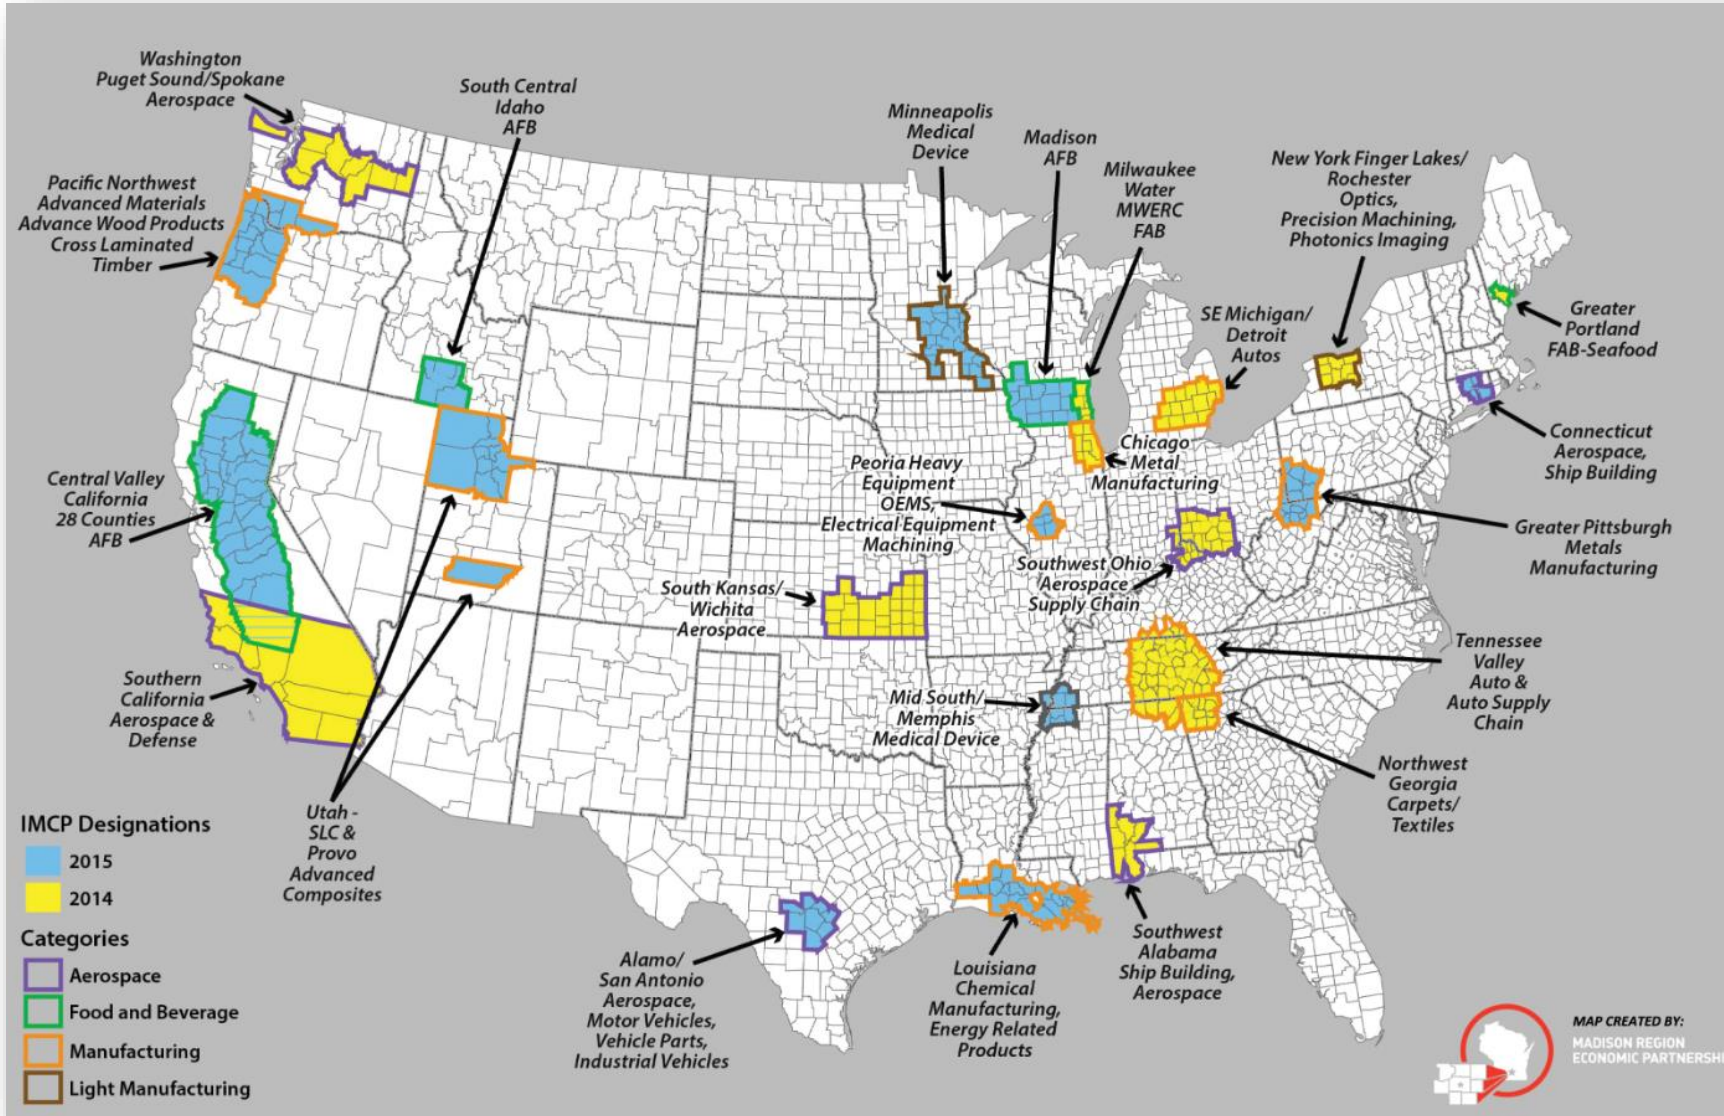 Washington
Puget Sound/Spokane
Aerospace
South Central
Idaho
AFB
Minneapolis
Medical
Device
Madison
AFB
Milwaukee
Water
MWERC
FAB
New York Finger Lakes/
Rochester
Optics,
Precision Machining,
Photonics Imaging
Pacific Northwest
Advanced Materials
Advance Wood Products
Cross Laminated
Timber
SE Michigan/
Detroit
Autos
Greater
Portland
FAB-Seafood
Connecticut
Aerospace,
Ship Building
Chicago
Metal
Manufacturing
Peoria Heavy
Equipment
OEMS,
Electrical Equipment
Machining
Central Valley
California
28 Counties
AFB
Greater Pittsburgh
Metals
Manufacturing
Southwest Ohio
Aerospace
Supply Chain
South Kansas/
Wichita
Aerospace
Tennessee
Valley
Auto &
Auto Supply
Chain
Southern
California
Aerospace &
Defense
Mid South/
Memphis
Medical Device
Northwest
Georgia
Carpets/
Textiles
Utah -
SLC &
Provo
Advanced
Composites
Alamo/
San Antonio
Aerospace,
Motor Vehicles,
Vehicle Parts,
Industrial Vehicles
Louisiana
Chemical
Manufacturing,
Energy Related
Products
Southwest
Alabama
Ship Building,
Aerospace
IMCP Designations
2015
2014
Categories
Aerospace
Food and Beverage
Manufacturing
Light Manufacturing
MAP CREATED BY:
MADISON REGION
ECONOMIC PARTNERSHI